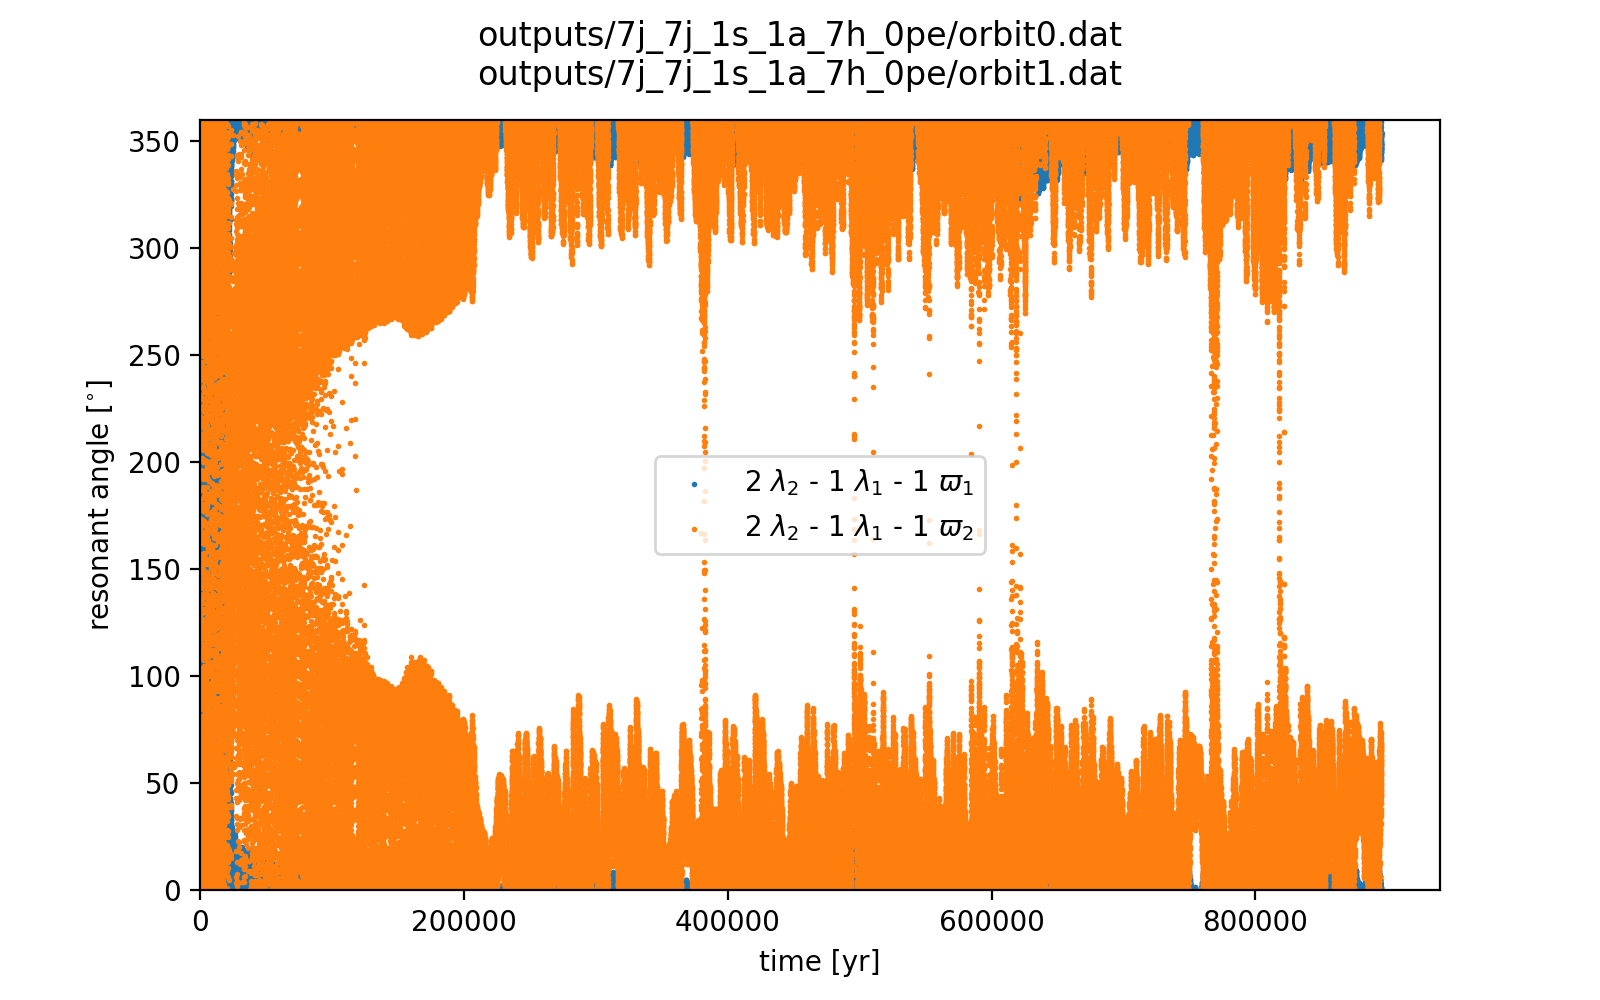 outputs/7j_7j_1s_1a_7h_0pe/orbit0.dat
outputs/7j_7j_1s_1a_7h_0pe/orbit1.dat
350
300
250
200
150
100
50
0
resonant angle [°]
2 λ₂ - 1 λ₁ - 1 ϖ₁
2 λ₂ - 1 λ₁ - 1 ϖ₂
0
200000
400000
600000
800000
time [yr]